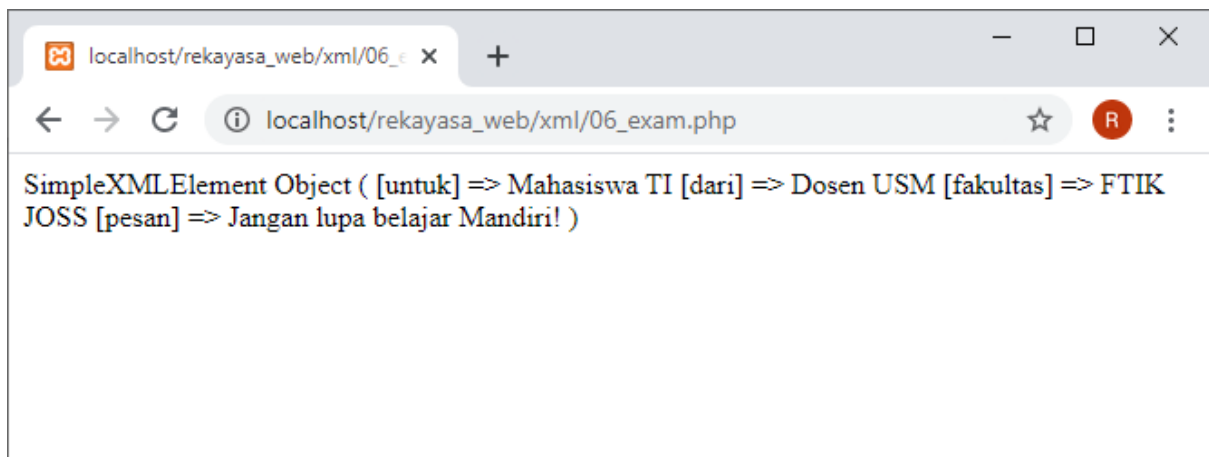 localhost/rekayasa_web/xml/06_e
localhost/rekayasa_web/xml/06_exam.php
R
SimpleXMLElement Object ( [untuk] => Mahasiswa TI [dari] => Dosen USM [fakultas] => FTIK
JOSS [pesan] => Jangan lupa belajar Mandiri! )